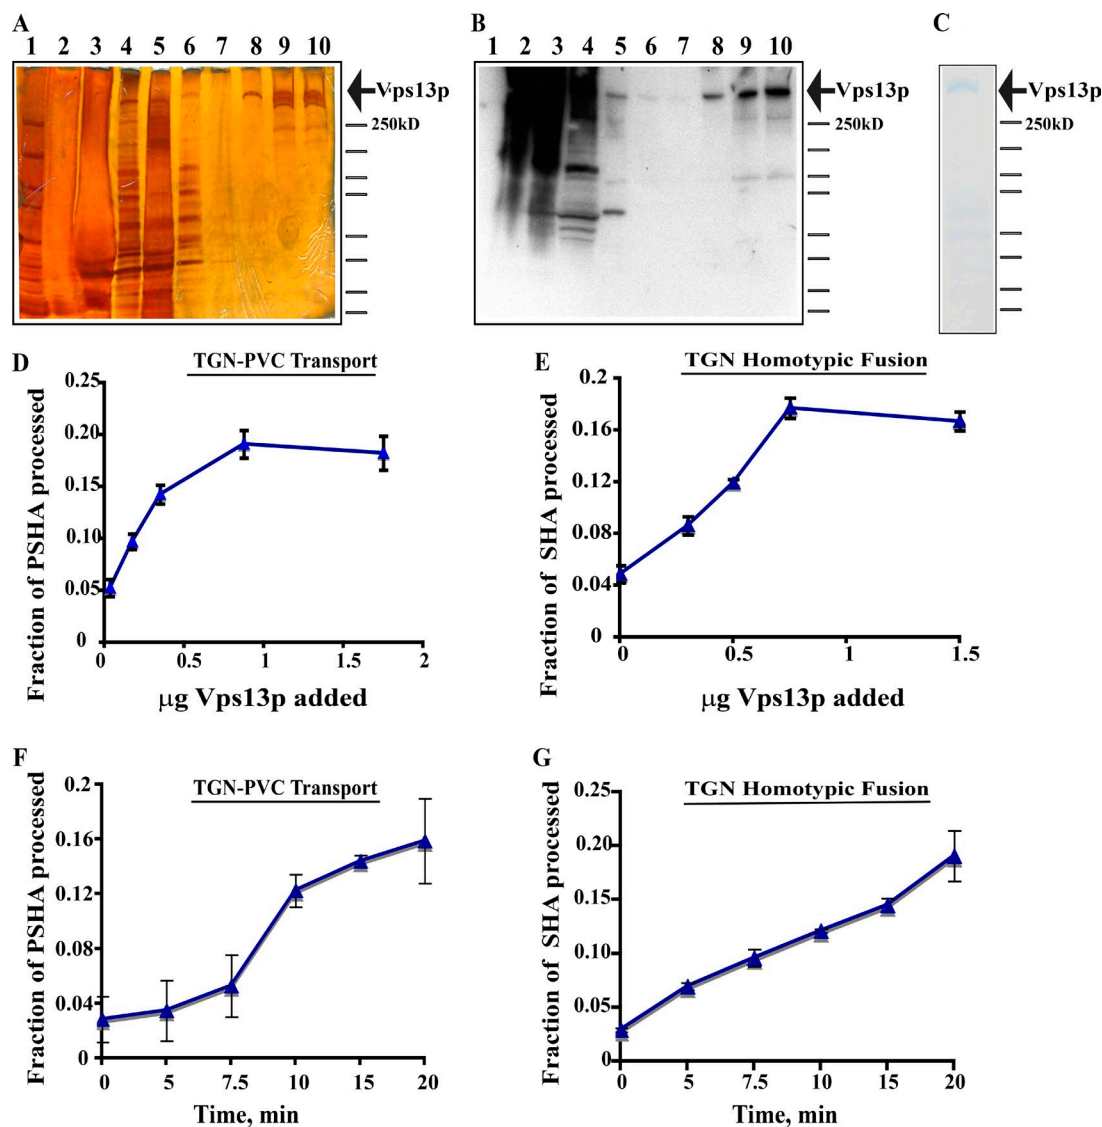 A
1 2 3 4 5 6 7 8 9 10
Vps13p
250kD
B
1 2 3 4 5 6 7 8 9 10
Vps13p
250kD
C
Vps13p
250kD
D
TGN-PVC Transport
Fraction of PSHA processed
0.25
0.20
0.15
0.10
0.05
0
0 0.5 1 1.5 2
µg Vps13p added
E
TGN Homotypic Fusion
Fraction of SHA processed
0.2
0.16
0.12
0.08
0.04
0
0 0.5 1 1.5
µg Vps13p added
F
TGN-PVC Transport
Fraction of PSHA processed
0.2
0.16
0.12
0.08
0.04
0
0 5 7.5 10 15 20
Time, min
G
TGN Homotypic Fusion
Fraction of SHA processed
0.25
0.20
0.15
0.10
0.05
0.0
0 5 7.5 10 15 20
Time, min